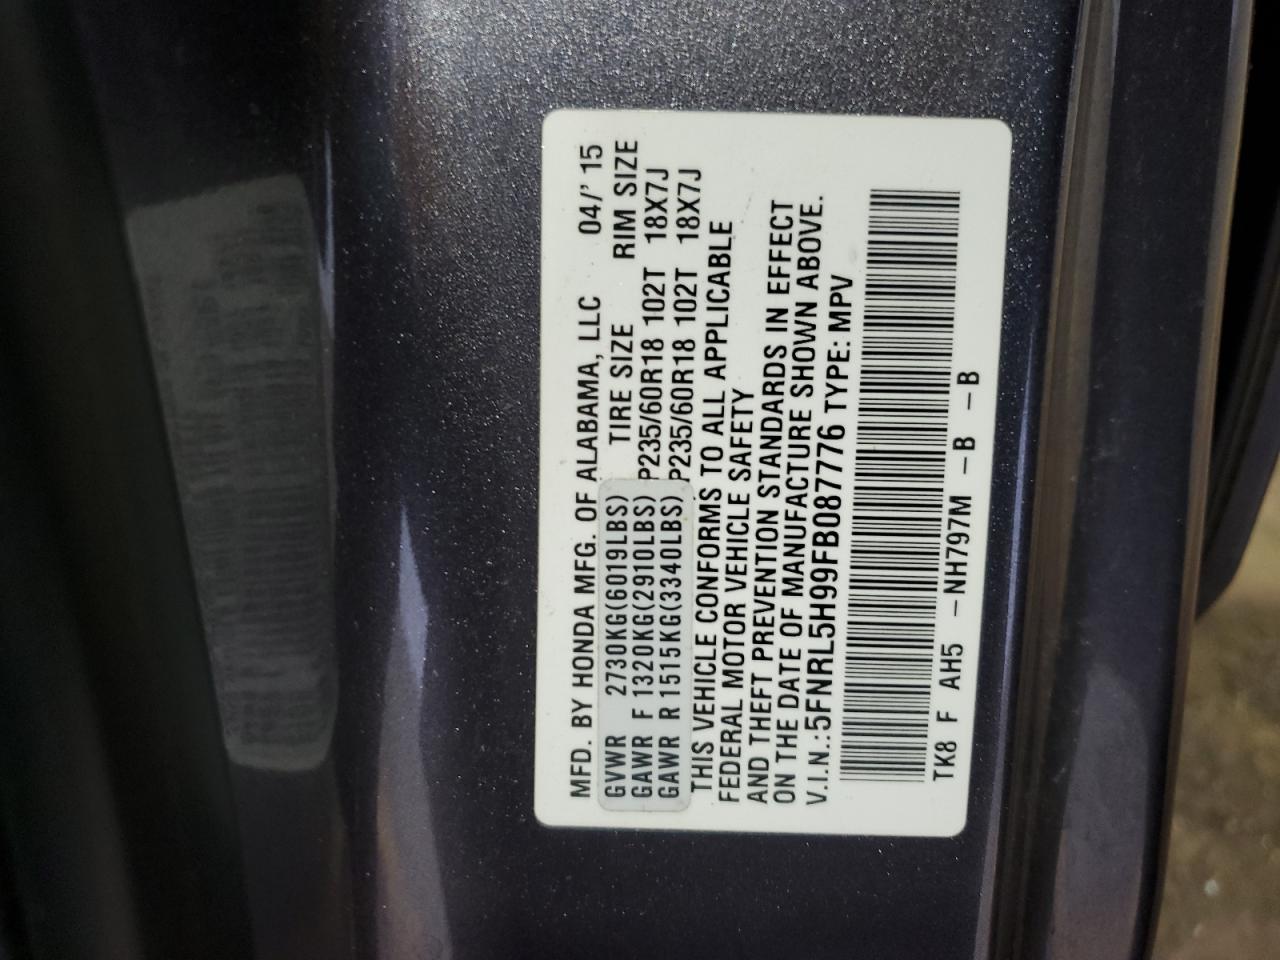 MFD. BY HONDA MFG. OF ALABAMA, LLC 04/' 15
GVWR 2730KG(6019LBS) TIRE SIZE RIM SIZE
GAWR F 1320KG(2910LBS) P235/60R18 102T 18X7J
GAWR R 1515KG(3340LBS) P235/60R18 102T 18X7J
THIS VEHICLE CONFORMS TO ALL APPLICABLE
FEDERAL MOTOR VEHICLE SAFETY
AND THEFT PREVENTION STANDARDS IN EFFECT
ON THE DATE OF MANUFACTURE SHOWN ABOVE.
V.I.N.:5FNRL5H99FB087776 TYPE: MPV
TK8 F AH5 -NH797M -B -B